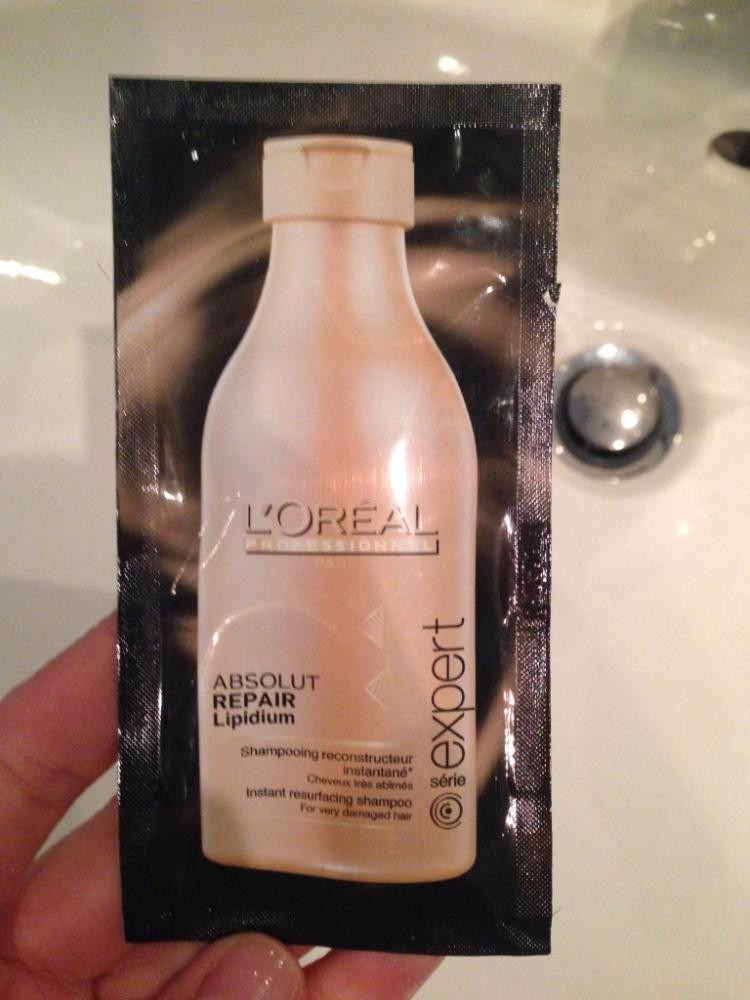 L'ORÉAL
PROFESSIONNEL
PARIS
ABSOLUT
REPAIR
Lipidium
Shampooing reconstructeur
instantané*
Cheveux très abîmés
Instant resurfacing shampoo
For very damaged hair
série expert